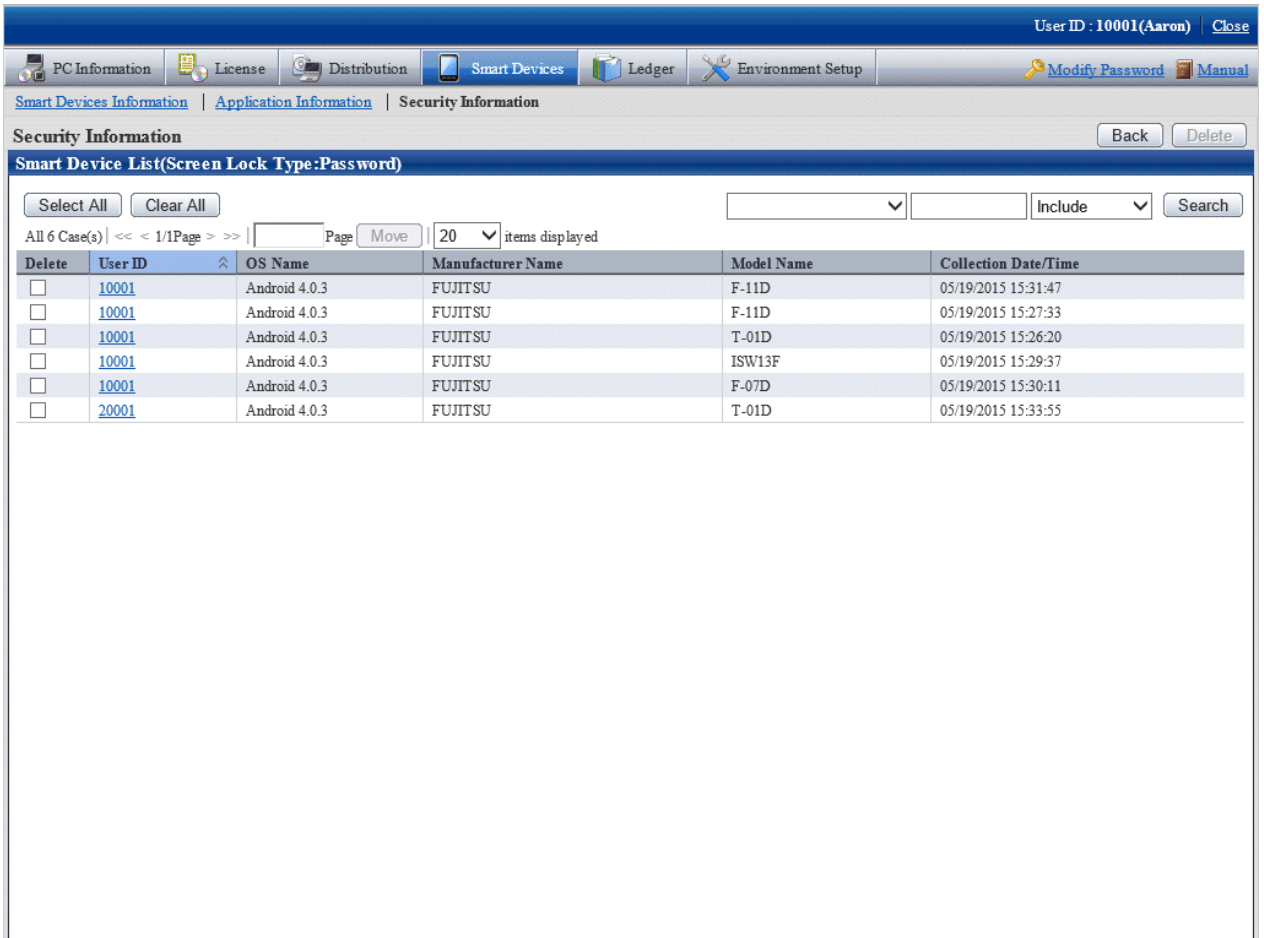 User ID : 10001(Aaron) Close
PC Information License Distribution Smart Devices Ledger Environment Setup Modify Password Manual
Smart Devices Information | Application Information | Security Information
Security Information Back Delete
Smart Device List(Screen Lock Type:Password)
Select All Clear All Include Search
All 6 Case(s) | << < 1/1Page > >> | Page Move | 20 items displayed
Delete User ID OS Name Manufacturer Name Model Name Collection Date/Time
10001 Android 4.0.3 FUJITSU F-11D 05/19/2015 15:31:47
10001 Android 4.0.3 FUJITSU F-11D 05/19/2015 15:27:33
10001 Android 4.0.3 FUJITSU T-01D 05/19/2015 15:26:20
10001 Android 4.0.3 FUJITSU ISW13F 05/19/2015 15:29:37
10001 Android 4.0.3 FUJITSU F-07D 05/19/2015 15:30:11
20001 Android 4.0.3 FUJITSU T-01D 05/19/2015 15:33:55